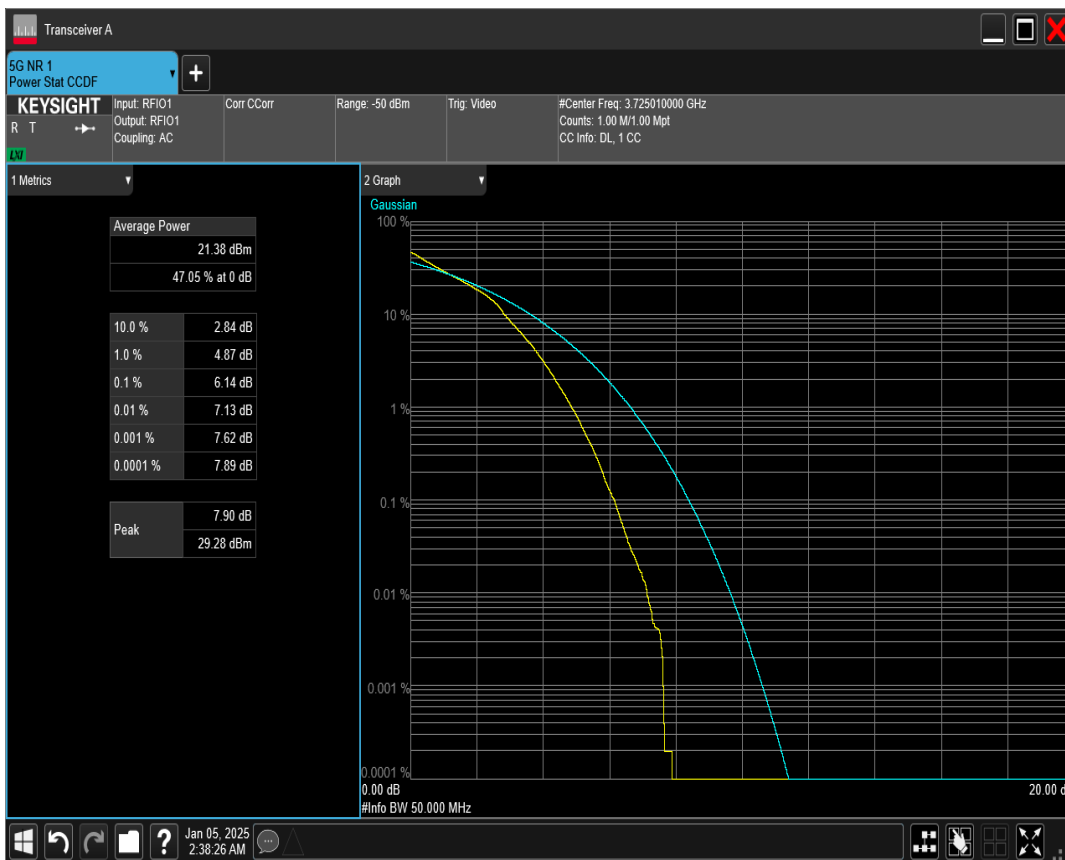 Transceiver A
5G NR 1
Power Stat CCDF
+
KEYSIGHT
R T
LXI
Input: RFIO1
Output: RFIO1
Coupling: AC
Corr CCorr
Range: -50 dBm
Trig: Video
#Center Freq: 3.725010000 GHz
Counts: 1.00 M/1.00 Mpt
CC Info: DL, 1 CC
1 Metrics
Average Power
21.38 dBm
47.05 % at 0 dB
10.0 % 2.84 dB
1.0 % 4.87 dB
0.1 % 6.14 dB
0.01 % 7.13 dB
0.001 % 7.62 dB
0.0001 % 7.89 dB
Peak 7.90 dB
29.28 dBm
2 Graph
Gaussian
100 %
10 %
1 %
0.1 %
0.01 %
0.001 %
0.0001 %
0.00 dB 20.00 d
#Info BW 50.000 MHz
?
Jan 05, 2025
2:38:26 AM